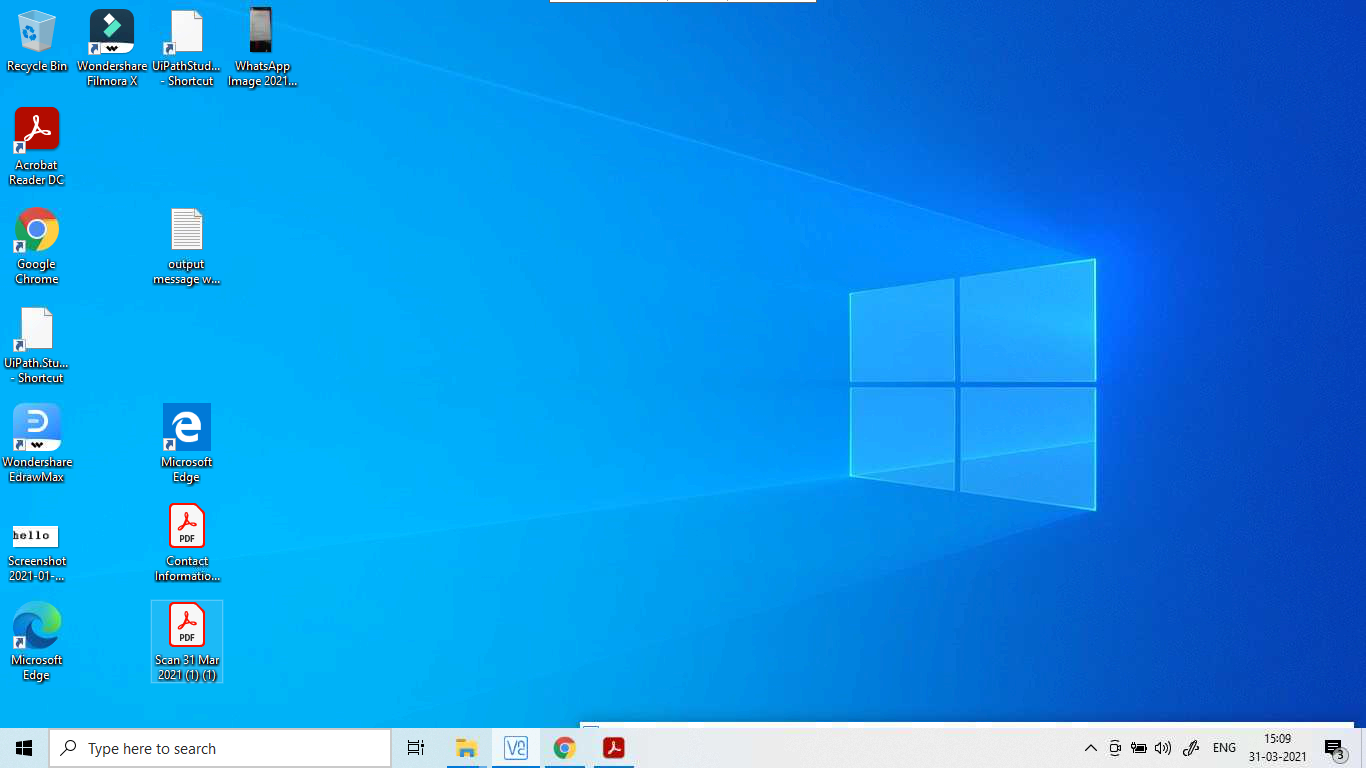 Recycle Bin
Wondershare
Filmora X
UiPathStud...
- Shortcut
WhatsApp
Image 2021...
Acrobat
Reader DC
Google
Chrome
output
message w...
UiPath.Stu...
- Shortcut
Wondershare
EdrawMax
Microsoft
Edge
hello
Screenshot
2021-01-...
PDF
Contact
Informatio...
Microsoft
Edge
PDF
Scan 31 Mar
2021 (1) (1)
Type here to search
ENG
15:09
31-03-2021
3